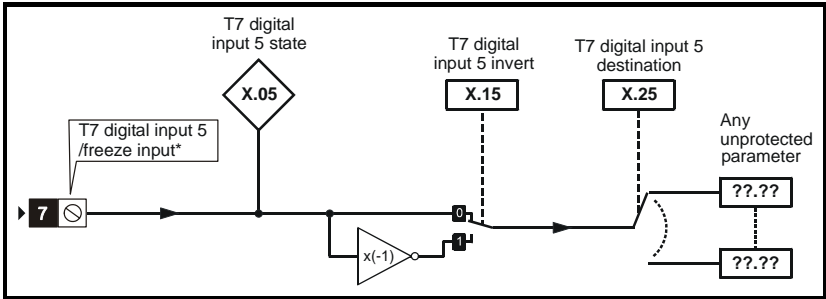 T7 digital
input 5 state
X.05
T7 digital
input 5 invert
X.15
T7 digital input 5
destination
X.25
T7 digital input 5
/freeze input*
7
0
1
x(-1)
Any
unprotected
parameter
??.??
??.??